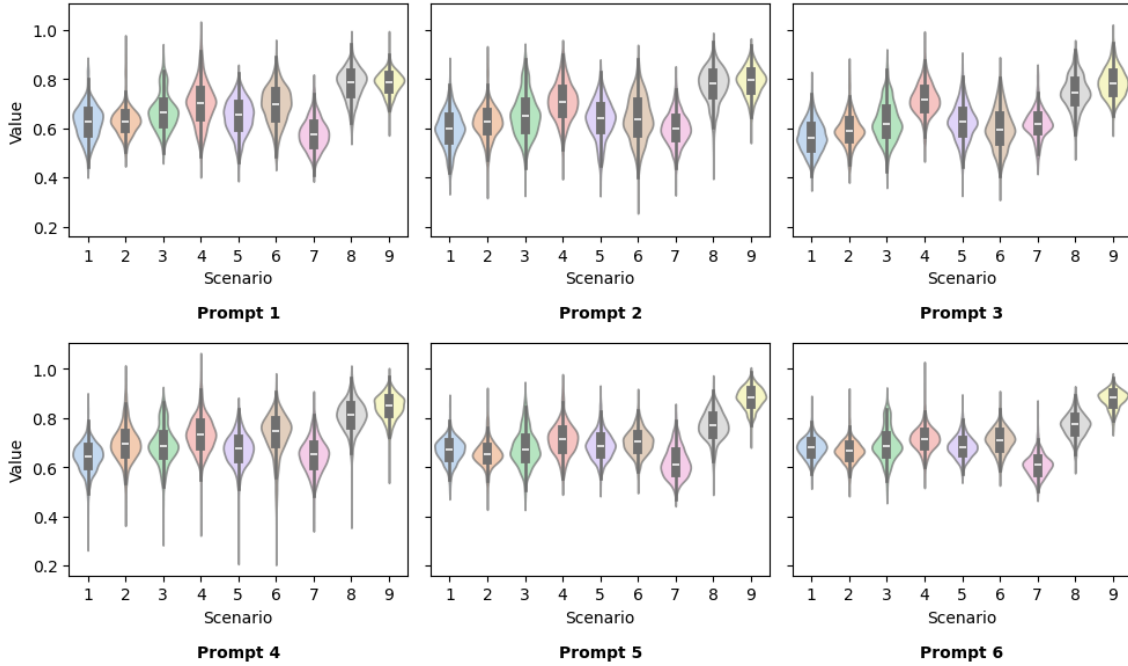 1.0
0.8
0.6
0.4
0.2
Value
1 2 3 4 5 6 7 8 9
Scenario
Prompt 1
1 2 3 4 5 6 7 8 9
Scenario
Prompt 2
1 2 3 4 5 6 7 8 9
Scenario
Prompt 3
1.0
0.8
0.6
0.4
0.2
Value
1 2 3 4 5 6 7 8 9
Scenario
Prompt 4
1 2 3 4 5 6 7 8 9
Scenario
Prompt 5
1 2 3 4 5 6 7 8 9
Scenario
Prompt 6